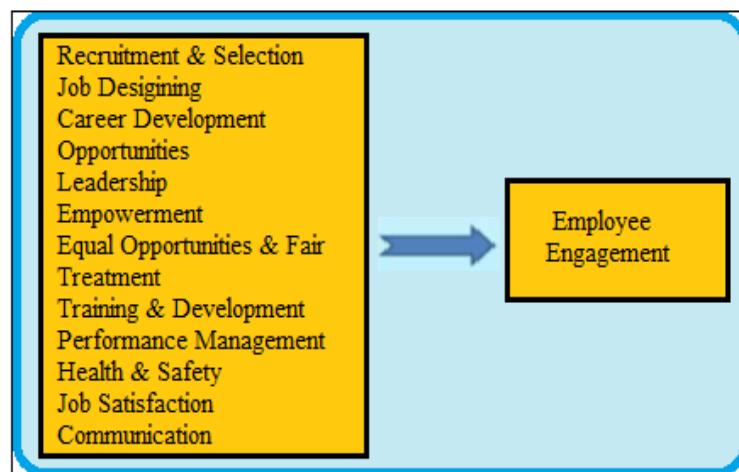 Recruitment & Selection
Job Desigining
Career Development
Opportunities
Leadership
Empowerment
Equal Opportunities & Fair
Treatment
Training & Development
Performance Management
Health & Safety
Job Satisfaction
Communication
Employee
Engagement